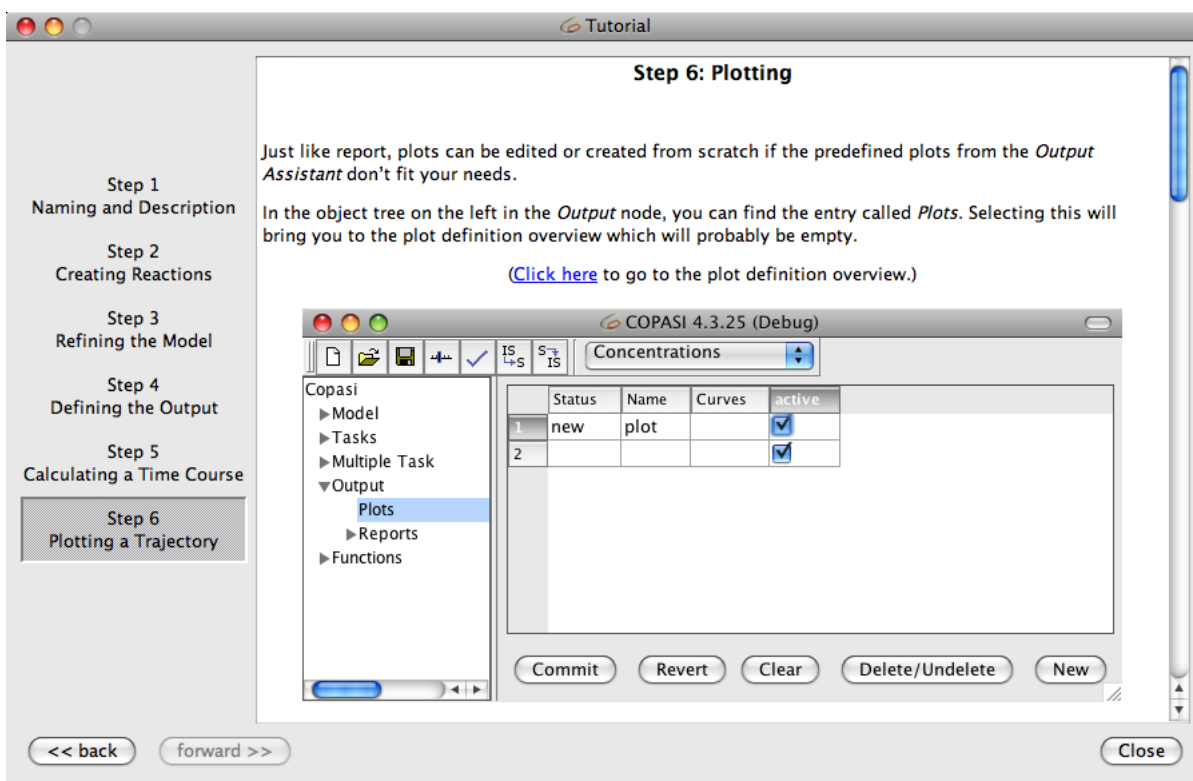 Tutorial
Step 1
Naming and Description
Step 2
Creating Reactions
Step 3
Refining the Model
Step 4
Defining the Output
Step 5
Calculating a Time Course
Step 6
Plotting a Trajectory
Step 6: Plotting
Just like report, plots can be edited or created from scratch if the predefined plots from the Output
Assistant don't fit your needs.
In the object tree on the left in the Output node, you can find the entry called Plots. Selecting this will
bring you to the plot definition overview which will probably be empty.
(Click here to go to the plot definition overview.)
COPASI 4.3.25 (Debug)
IS S S IS Concentrations
Copasi
Model
Tasks
Multiple Task
Output
Plots
Reports
Functions
Status Name Curves active
1 new plot
2
Commit Revert Clear Delete/Undelete New
<< back forward >> Close